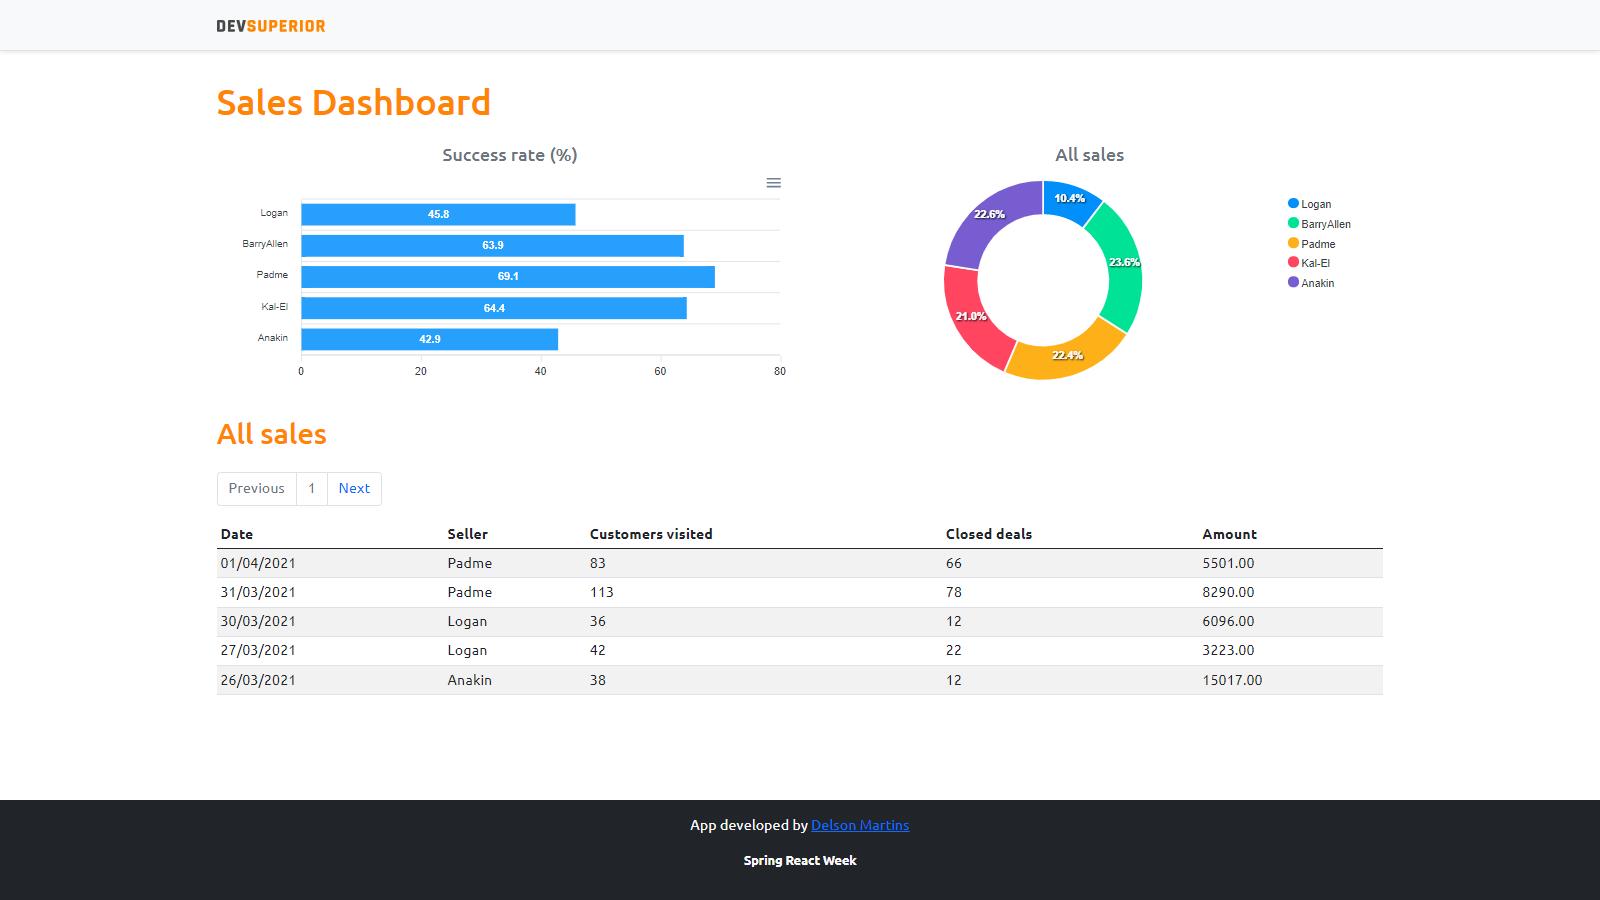 DEVSUPERIOR
Sales Dashboard
Success rate (%)
Logan 45.8
BarryAllen 63.9
Padme 69.1
Kal-El 64.4
Anakin 42.9
0 20 40 60 80
All sales
10.4%
23.6%
22.4%
21.0%
22.6%
Logan
BarryAllen
Padme
Kal-El
Anakin
All sales
Previous 1 Next
Date Seller Customers visited Closed deals Amount
01/04/2021 Padme 83 66 5501.00
31/03/2021 Padme 113 78 8290.00
30/03/2021 Logan 36 12 6096.00
27/03/2021 Logan 42 22 3223.00
26/03/2021 Anakin 38 12 15017.00
App developed by Delson Martins
Spring React Week